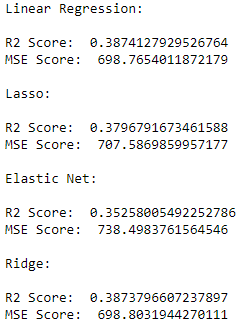 Linear Regression:
R2 Score:  0.3874127929526764
MSE Score:  698.7654011872179
Lasso:
R2 Score:  0.3796791673461588
MSE Score:  707.5869859957177
Elastic Net:
R2 Score:  0.35258005492252786
MSE Score:  738.4983761564546
Ridge:
R2 Score:  0.3873796607237897
MSE Score:  698.8031944270111